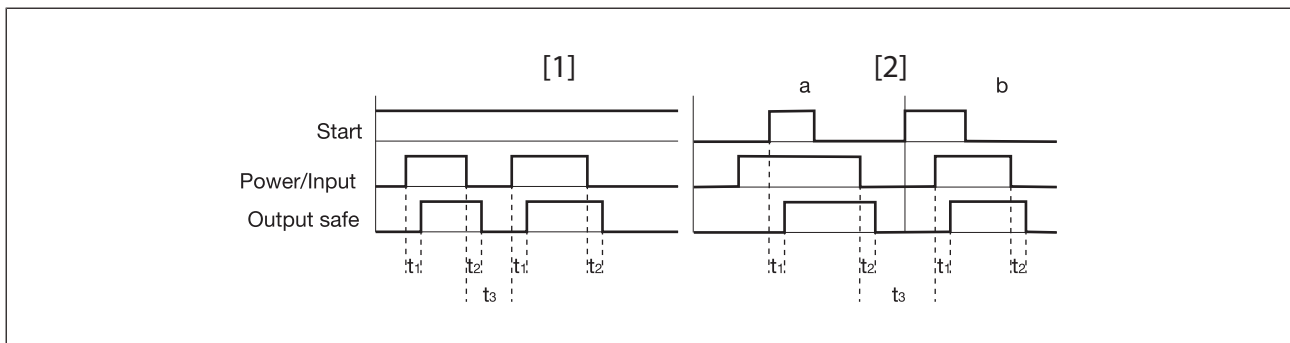 [1] [2]
a b
Start
Power/Input
Output safe
t1 t2 t1 t2 t1 t2 t1 t2
t3 t3